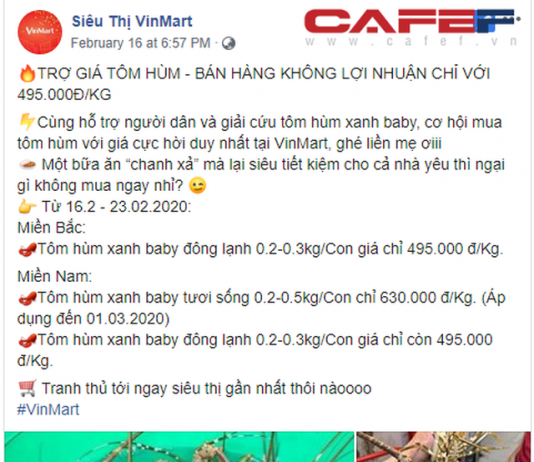 Siêu Thị VinMart
CAFEF
February 16 at 6:57 PM ·
www.cafef.vn
VinMart
🔥TRỢ GIÁ TÔM HÙM - BÁN HÀNG KHÔNG LỢI NHUẬN CHỈ VỚI
495.000Đ/KG
⚡Cùng hỗ trợ người dân và giải cứu tôm hùm xanh baby, cơ hội mua
tôm hùm với giá cực hời duy nhất tại VinMart, ghé liền mẹ ơiii
Một bữa ăn “chanh xả” mà lại siêu tiết kiệm cho cả nhà yêu thì ngại
gì không mua ngay nhỉ? 😉
👉 Từ 16.2 - 23.02.2020:
Miền Bắc:
🦐Tôm hùm xanh baby đông lạnh 0.2-0.3kg/Con giá chỉ 495.000 đ/Kg.
Miền Nam:
🦐Tôm hùm xanh baby tươi sống 0.2-0.5kg/Con chỉ 630.000 đ/Kg. (Áp
dụng đến 01.03.2020)
🦐Tôm hùm xanh baby đông lạnh 0.2-0.3kg/Con giá chỉ còn 495.000
đ/Kg.
🛒 Tranh thủ tới ngay siêu thị gần nhất thôi nàoooo
#VinMart